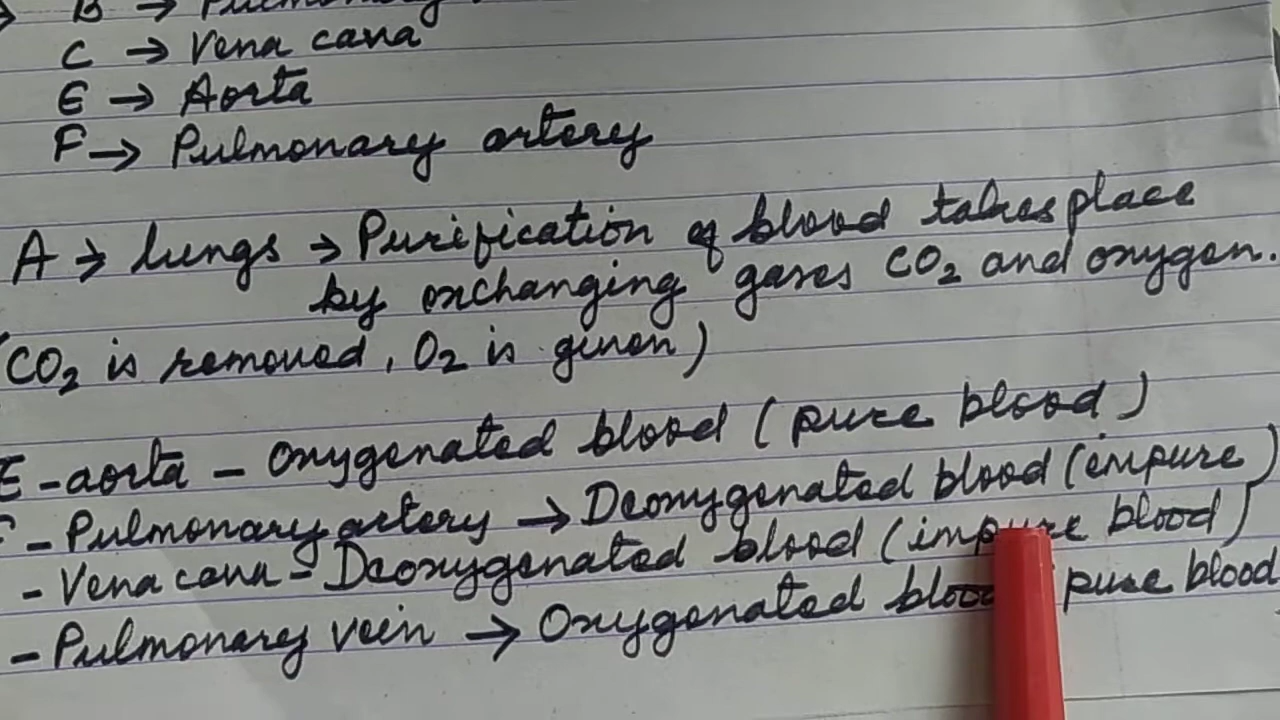 B → Pulmonary
C → Vena cava
E → Aorta
F → Pulmonary artery
A → lungs → Purification of blood takes place
by exchanging gases CO₂ and oxygen.
(CO₂ is removed, O₂ is given)
E - aorta - Oxygenated blood (pure blood)
F - Pulmonary artery → Deoxygenated blood (impure)
- Vena cava - Deoxygenated blood (impure blood)
- Pulmonary vein → Oxygenated blood pure blood